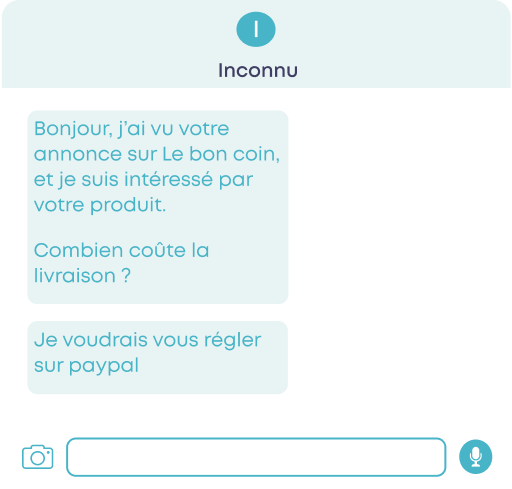 I
Inconnu
Bonjour, j'ai vu votre
annonce sur Le bon coin,
et je suis intéressé par
votre produit.
Combien coûte la
livraison ?
Je voudrais vous régler
sur paypal